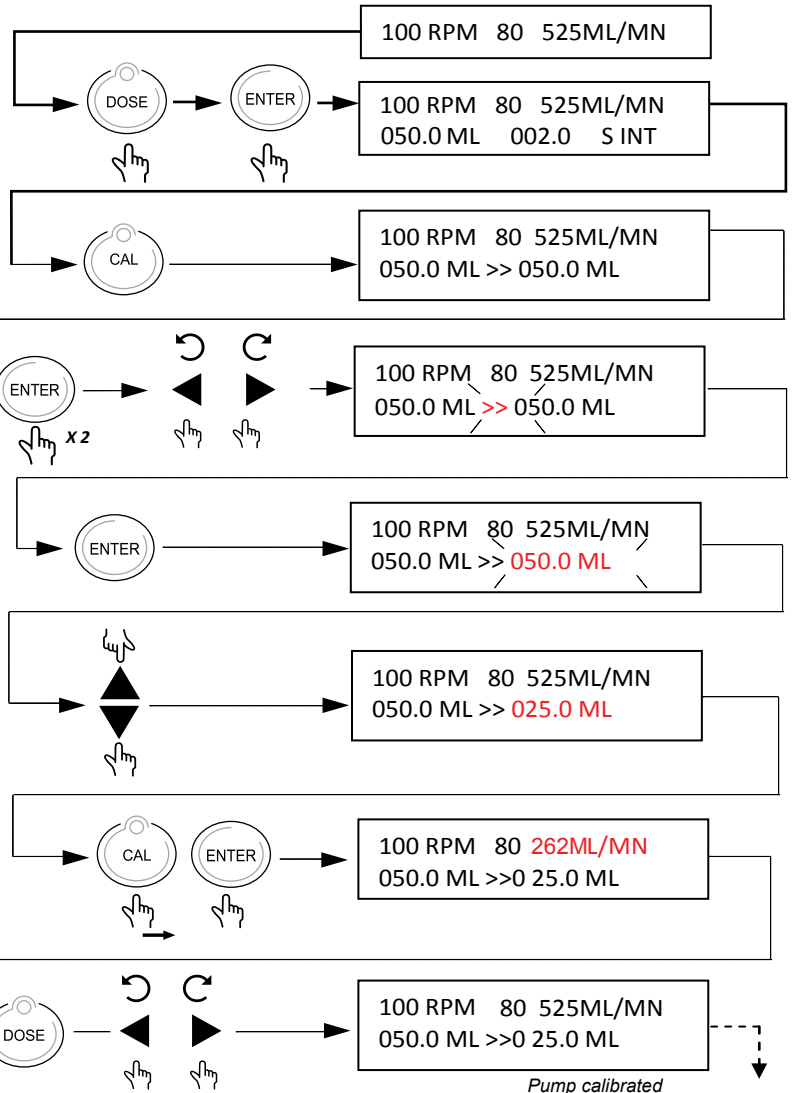 100 RPM 80 525ML/MN
DOSE
ENTER
100 RPM 80 525ML/MN
050.0 ML 002.0 S INT
CAL
100 RPM 80 525ML/MN
050.0 ML >> 050.0 ML
ENTER
X 2
100 RPM 80 525ML/MN
050.0 ML >> 050.0 ML
ENTER
100 RPM 80 525ML/MN
050.0 ML >> 050.0 ML
100 RPM 80 525ML/MN
050.0 ML >> 025.0 ML
CAL
ENTER
100 RPM 80 262ML/MN
050.0 ML >>0 25.0 ML
DOSE
100 RPM 80 525ML/MN
050.0 ML >>0 25.0 ML
Pump calibrated